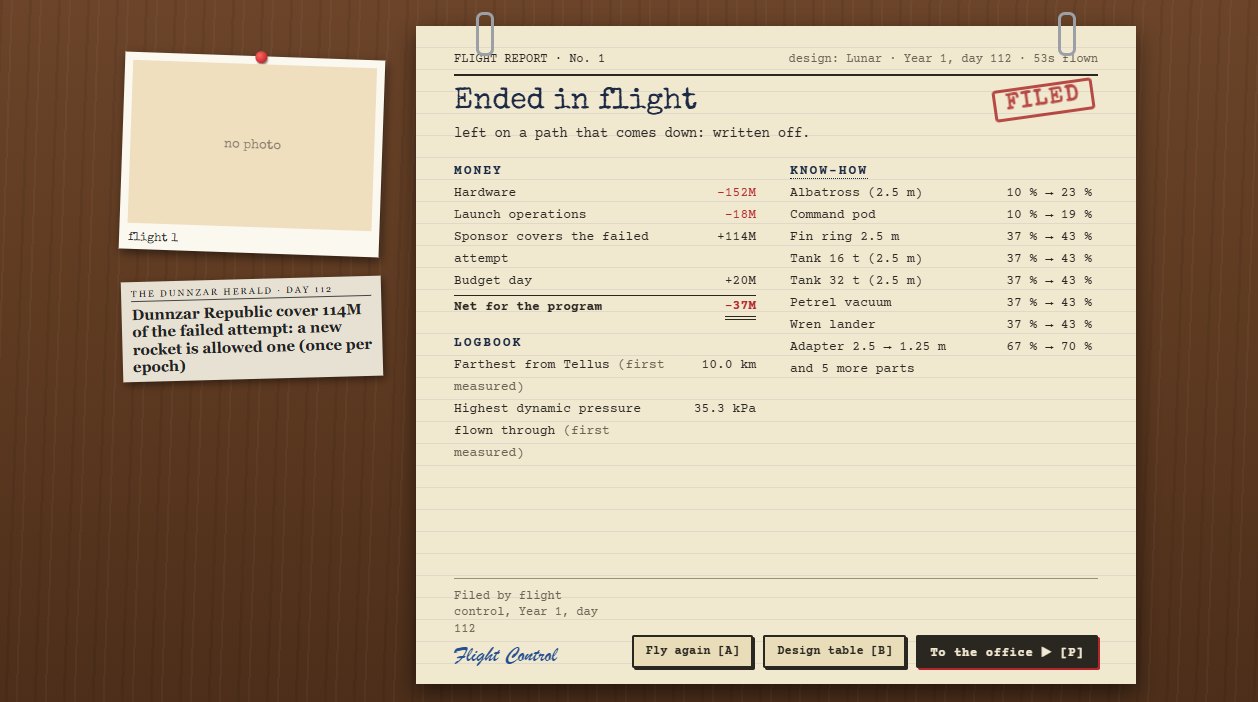 no photo
flight 1
THE DUNNZAR HERALD · DAY 112
Dunnzar Republic cover 114M
of the failed attempt: a new
rocket is allowed one (once per
epoch)
FLIGHT REPORT · No. 1
design: Lunar · Year 1, day 112 · 53s flown
Ended in flight
FILED
left on a path that comes down: written off.
MONEY
Hardware −152M
Launch operations −18M
Sponsor covers the failed +114M
attempt
Budget day +20M
Net for the program −37M
LOGBOOK
Farthest from Tellus (first 10.0 km
measured)
Highest dynamic pressure 35.3 kPa
flown through (first
measured)
KNOW-HOW
Albatross (2.5 m) 10 % → 23 %
Command pod 10 % → 19 %
Fin ring 2.5 m 37 % → 43 %
Tank 16 t (2.5 m) 37 % → 43 %
Tank 32 t (2.5 m) 37 % → 43 %
Petrel vacuum 37 % → 43 %
Wren lander 37 % → 43 %
Adapter 2.5 → 1.25 m 67 % → 70 %
and 5 more parts
Filed by flight
control, Year 1, day
112
Flight Control
Fly again [A]
Design table [B]
To the office ▶ [P]